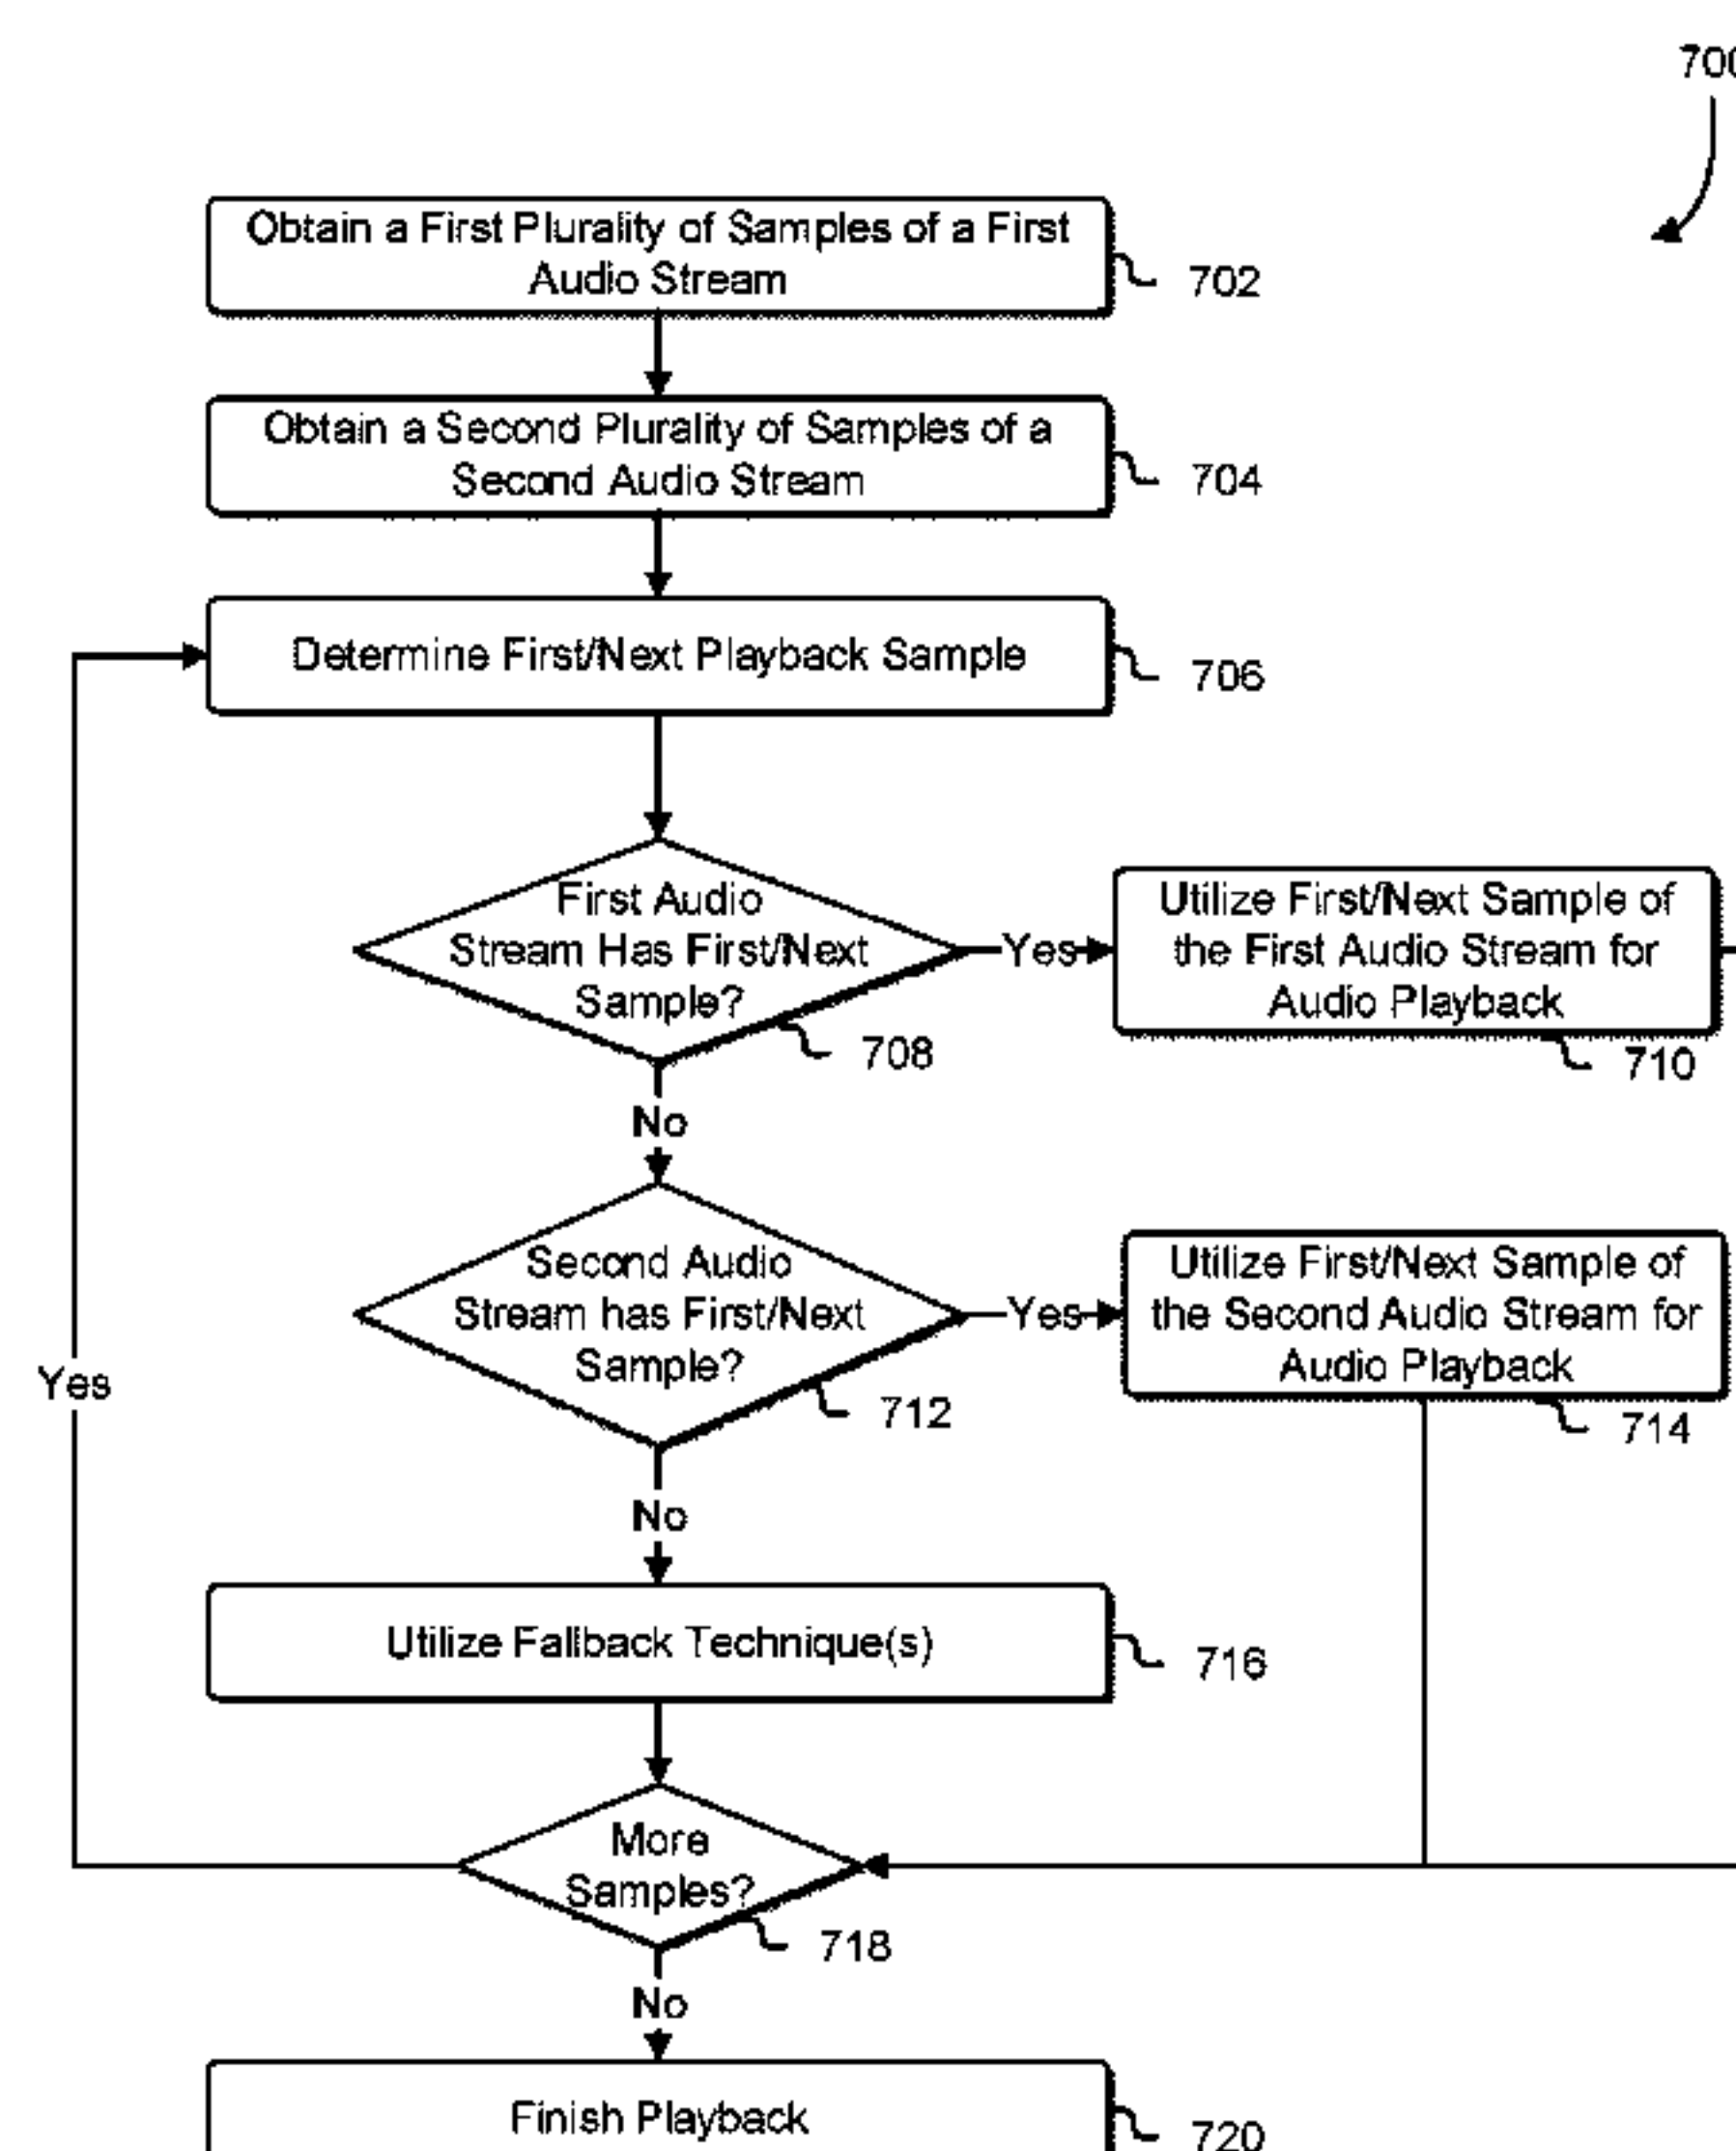 700
Obtain a First Plurality of Samples of a First
Audio Stream
702
Obtain a Second Plurality of Samples of a
Second Audio Stream
704
Determine First/Next Playback Sample
706
First Audio
Stream Has First/Next
Sample?
708
Yes
Utilize First/Next Sample of
the First Audio Stream for
Audio Playback
710
No
Second Audio
Stream has First/Next
Sample?
712
Yes
Utilize First/Next Sample of
the Second Audio Stream for
Audio Playback
714
Yes
No
Utilize Fallback Technique(s)
716
More
Samples?
718
No
Finish Playback
720